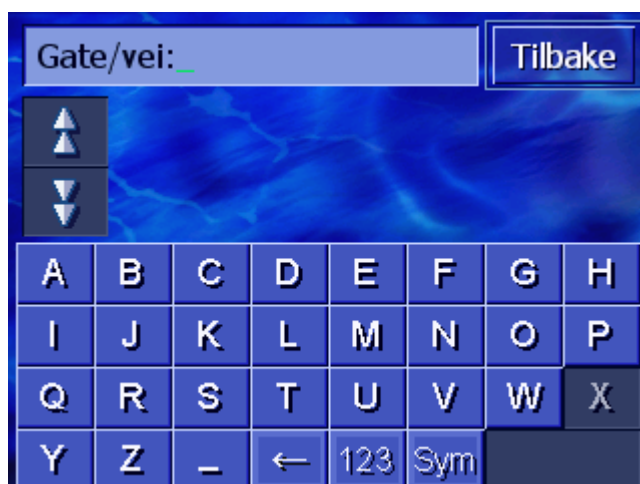 Gate/vei:_
Tilbake
A B C D E F G H
I J K L M N O P
Q R S T U V W X
Y Z _ ← 123 Sym